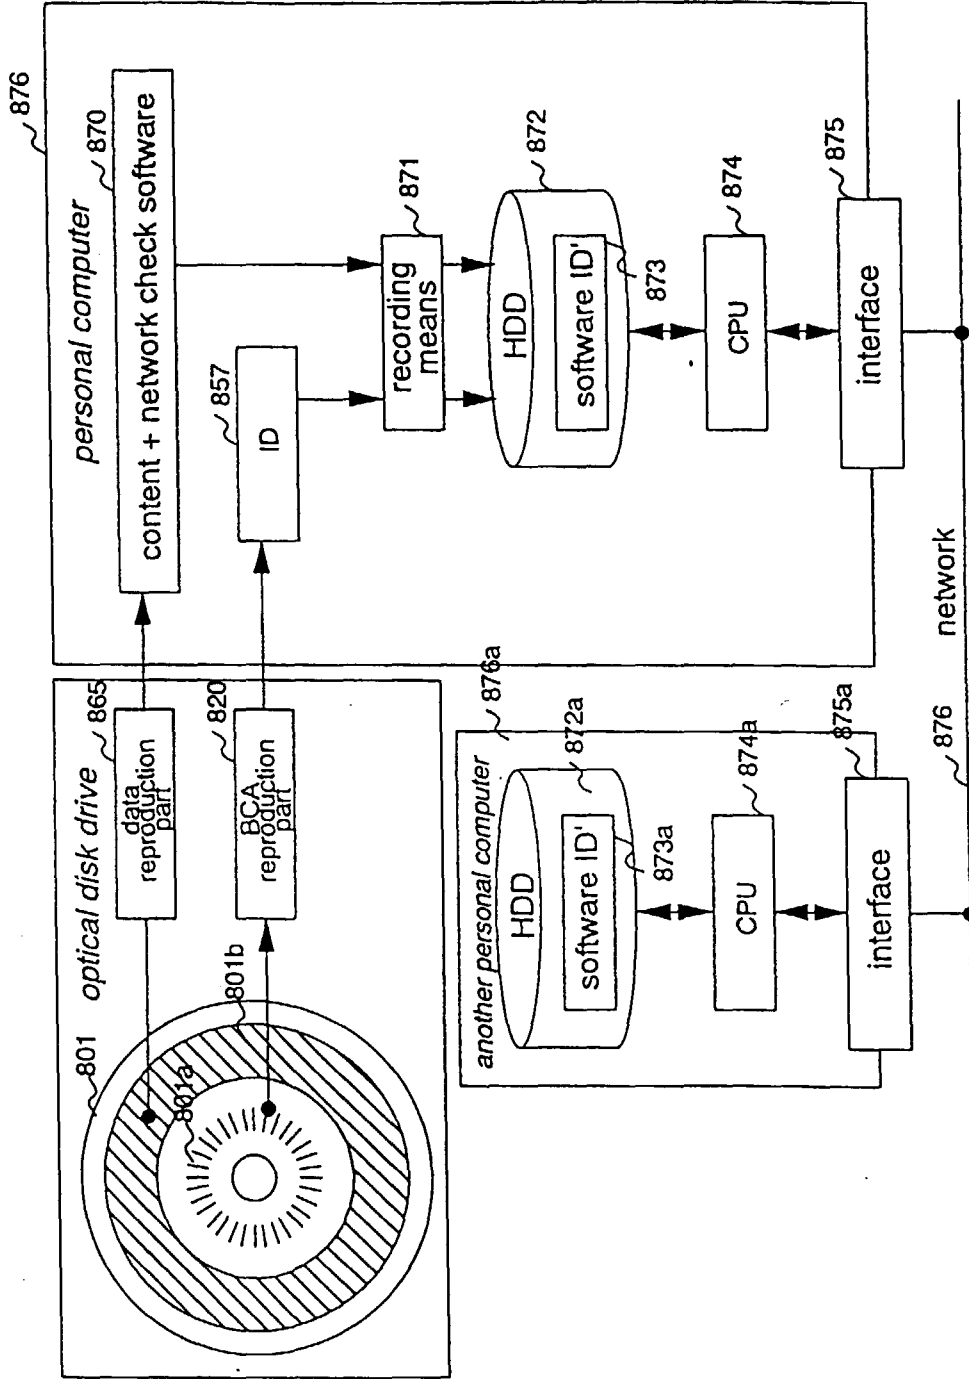 876
personal computer
870
content + network check software
857
ID
871
recording
means
872
HDD
software ID'
873
874
CPU
875
interface
optical disk drive
865
data
reproduction
part
820
BCA
reproduction
part
801
801a
801b
876a
another personal computer
872a
HDD
software ID'
873a
874a
CPU
875a
interface
network
876